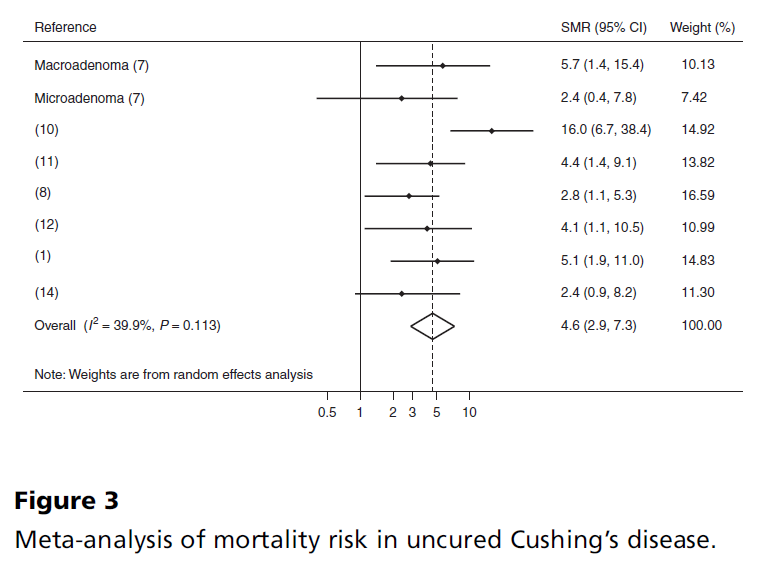 Reference SMR (95% CI) Weight (%)
Macroadenoma (7) 5.7 (1.4, 15.4) 10.13
Microadenoma (7) 2.4 (0.4, 7.8) 7.42
(10) 16.0 (6.7, 38.4) 14.92
(11) 4.4 (1.4, 9.1) 13.82
(8) 2.8 (1.1, 5.3) 16.59
(12) 4.1 (1.1, 10.5) 10.99
(1) 5.1 (1.9, 11.0) 14.83
(14) 2.4 (0.9, 8.2) 11.30
Overall (I² = 39.9%, P = 0.113) 4.6 (2.9, 7.3) 100.00
Note: Weights are from random effects analysis
0.5 1 2 3 5 10
Figure 3
Meta-analysis of mortality risk in uncured Cushing’s disease.